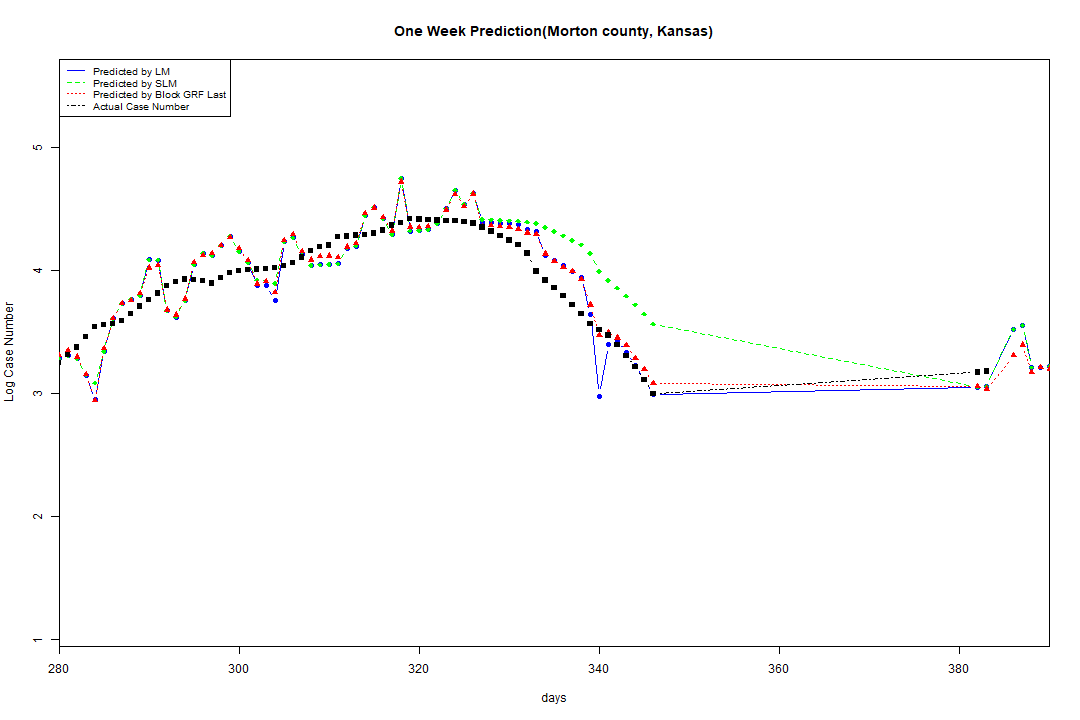 One Week Prediction(Morton county, Kansas)
Predicted by LM
Predicted by SLM
Predicted by Block GRF Last
Actual Case Number
5
4
3
2
1
Log Case Number
280 300 320 340 360 380
days